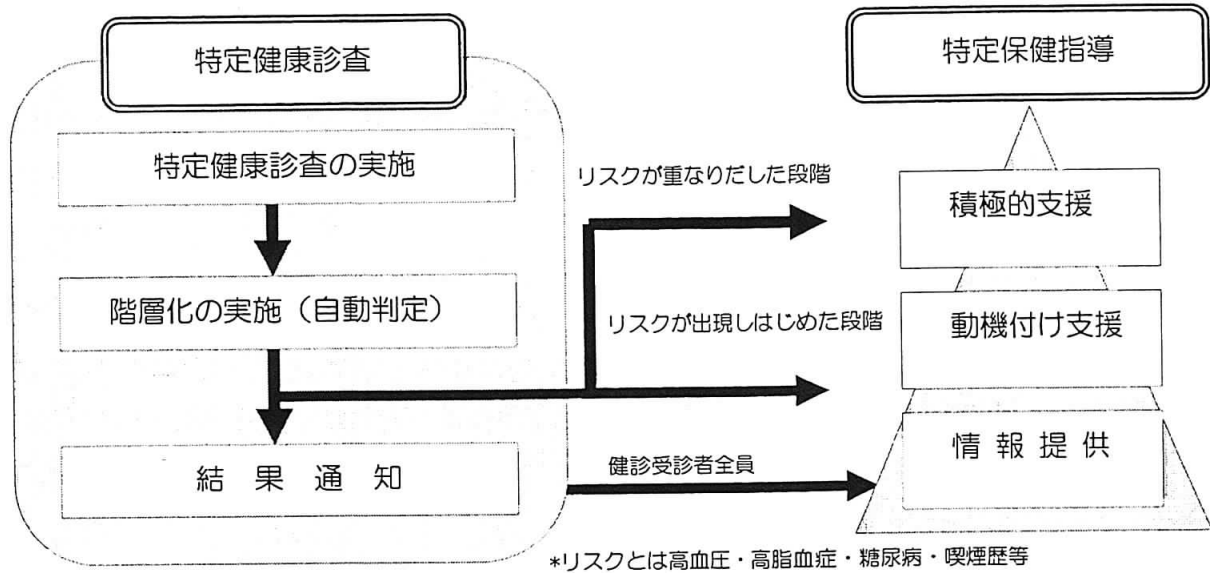 特定健康診査
特定健康診査の実施
階層化の実施（自動判定）
結果通知
リスクが重なりだした段階
リスクが出現しはじめた段階
健診受診者全員
特定保健指導
積極的支援
動機付け支援
情報提供
*リスクとは高血圧・高脂血症・糖尿病・喫煙歴等